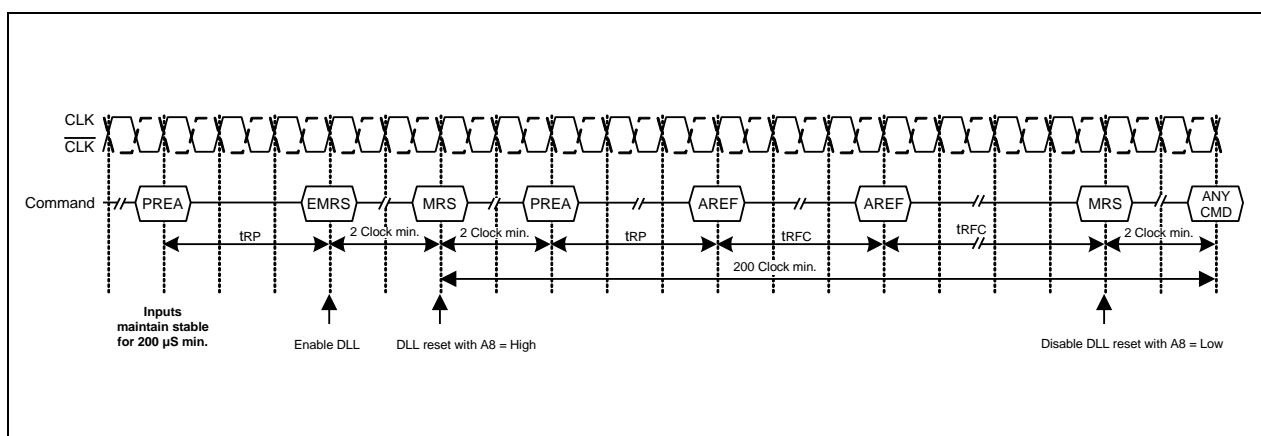 CLK
CLK
Command
PREA
EMRS
MRS
PREA
AREF
AREF
MRS
ANY
CMD
tRP
2 Clock min.
2 Clock min.
tRP
tRFC
tRFC
2 Clock min.
200 Clock min.
Inputs
maintain stable
for 200 µS min.
Enable DLL
DLL reset with A8 = High
Disable DLL reset with A8 = Low